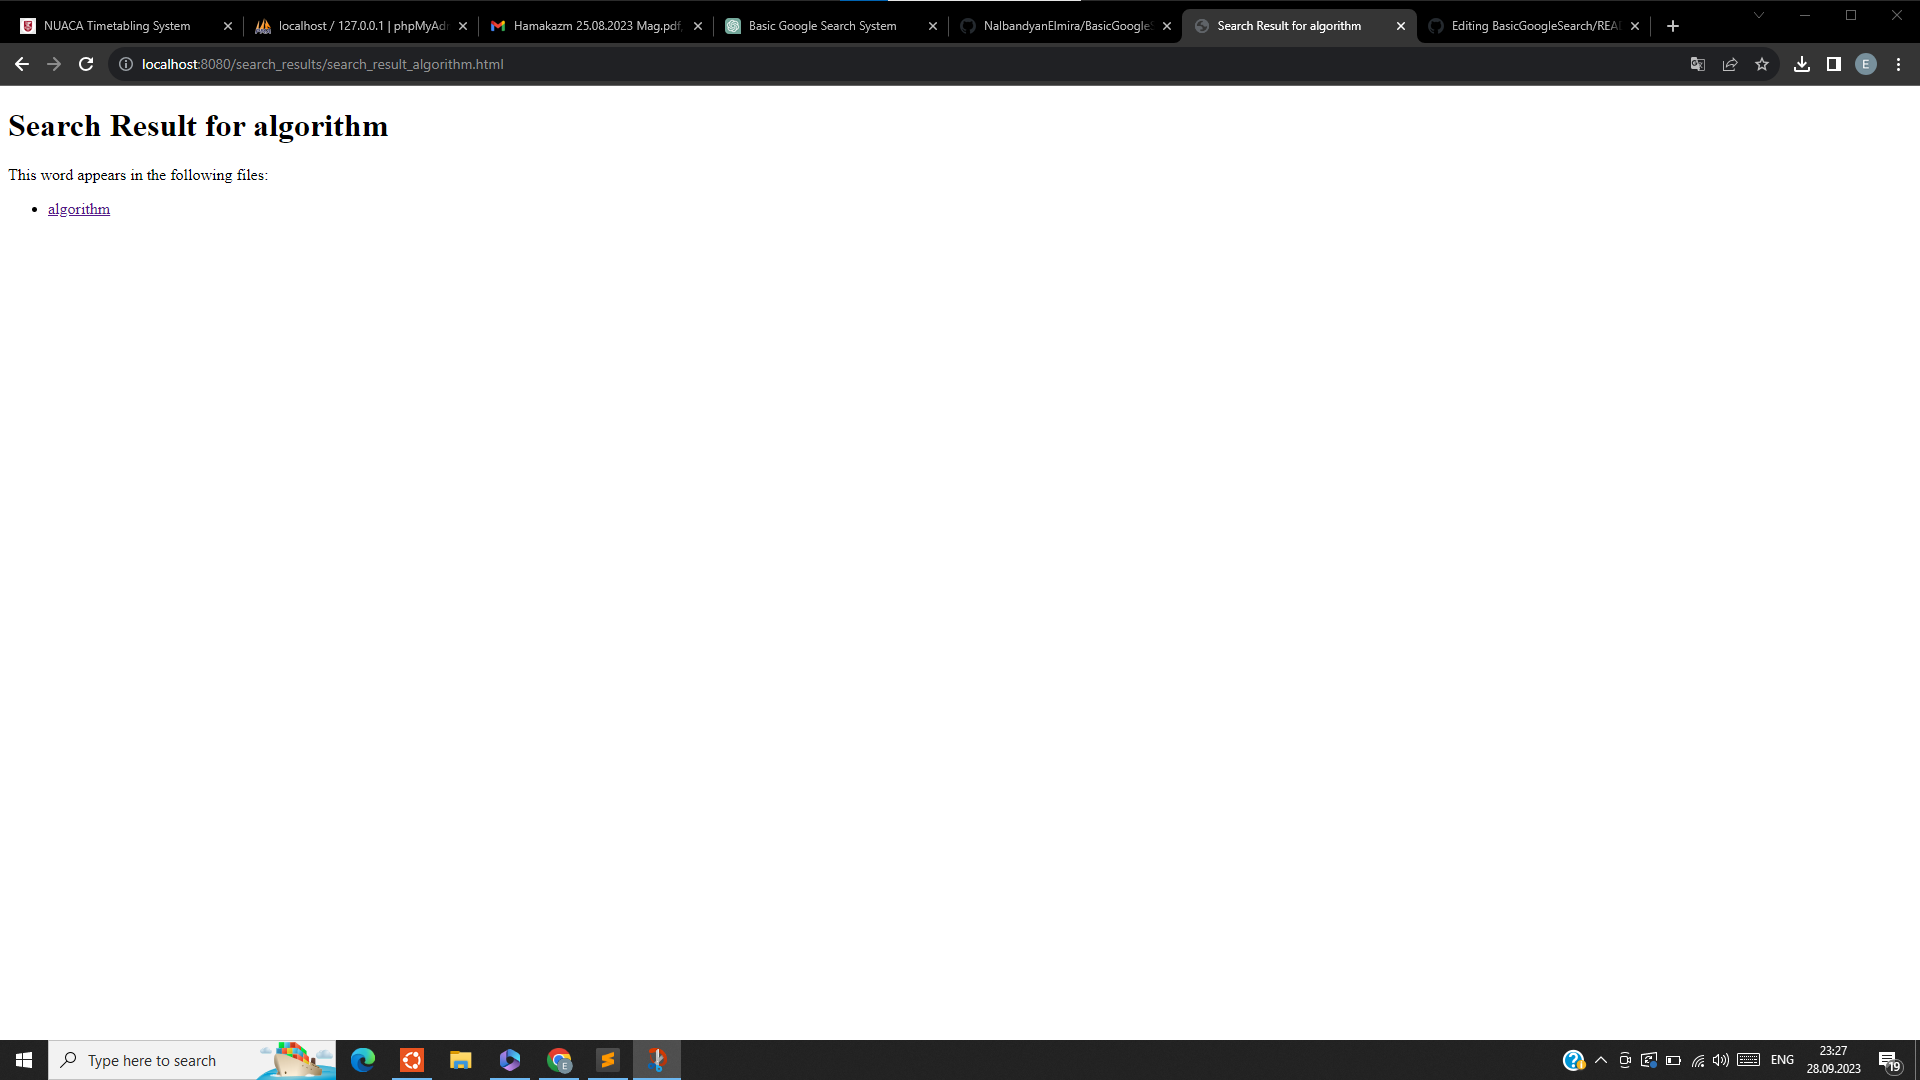 NUACA Timetabling System
localhost / 127.0.0.1 | phpMyAdr
Hamakazm 25.08.2023 Mag.pdf,
Basic Google Search System
NalbandyanElmira/BasicGoogleS
Search Result for algorithm
Editing BasicGoogleSearch/REA
localhost:8080/search_results/search_result_algorithm.html
E
Search Result for algorithm
This word appears in the following files:
• algorithm
Type here to search
E
ENG
23:27
28.09.2023
19